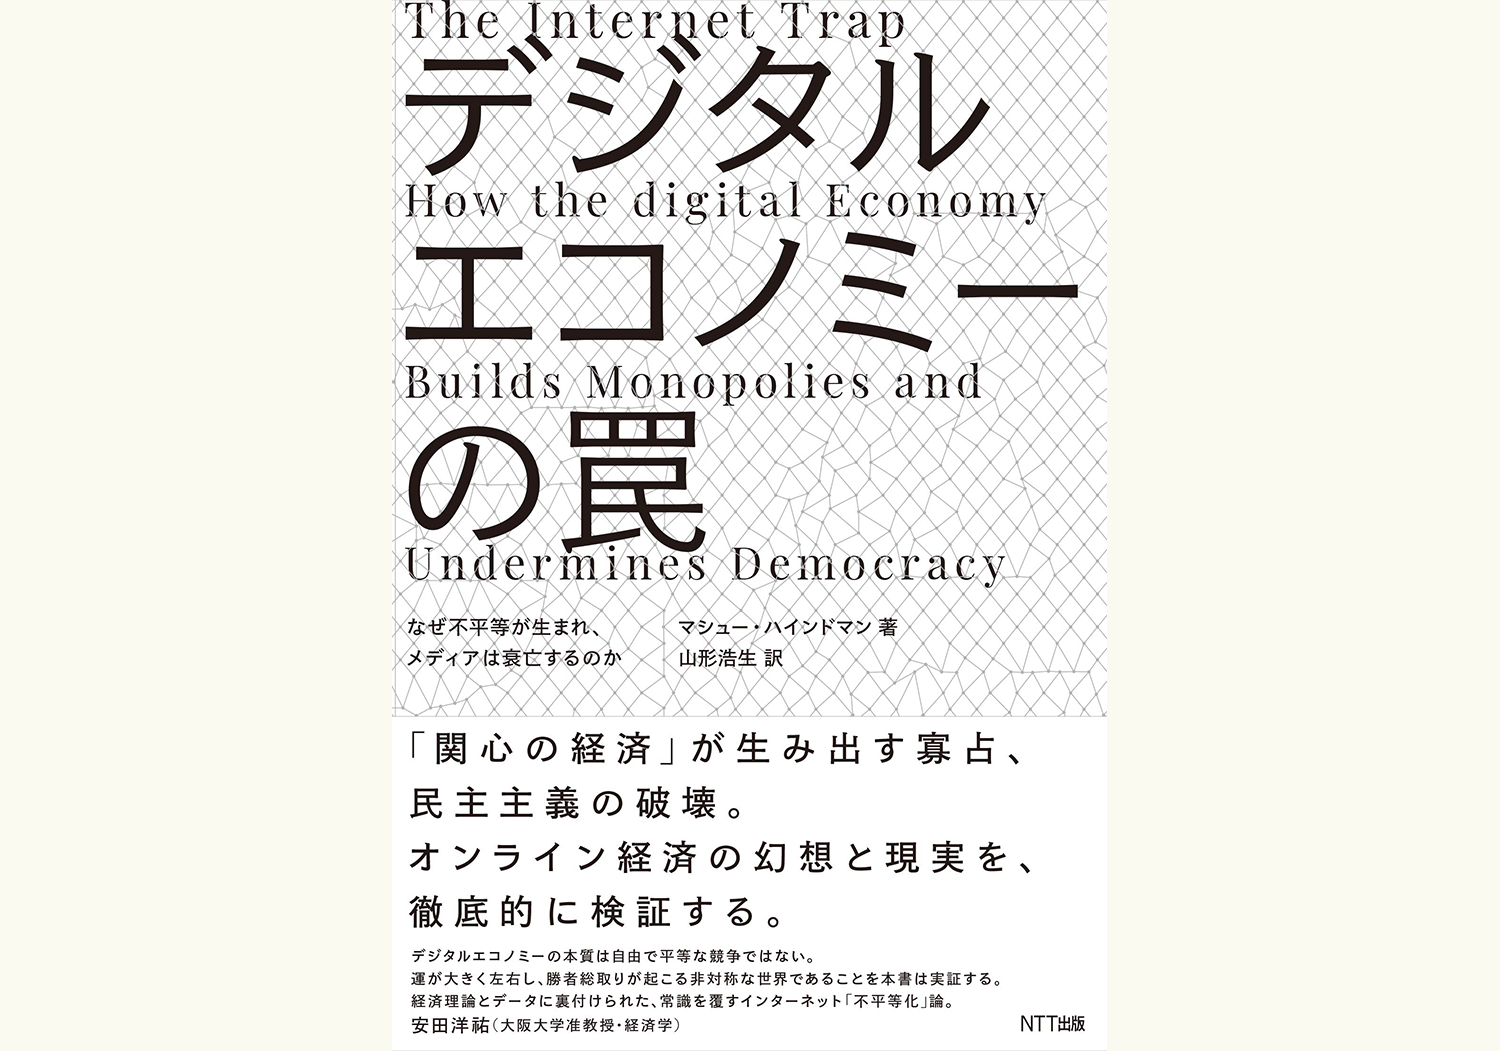 The Internet Trap
デジタル
How the digital Economy
エコノミー
Builds Monopolies and
の罠
Undermines Democracy
なぜ不平等が生まれ、
メディアは衰亡するのか
マシュー・ハインドマン 著
山形浩生 訳
「関心の経済」が生み出す寡占、
民主主義の破壊。
オンライン経済の幻想と現実を、
徹底的に検証する。
デジタルエコノミーの本質は自由で平等な競争ではない。
運が大きく左右し、勝者総取りが起こる非対称な世界であることを本書は実証する。
経済理論とデータに裏付けられた、常識を覆すインターネット「不平等化」論。
安田洋祐(大阪大学准教授・経済学)
NTT出版